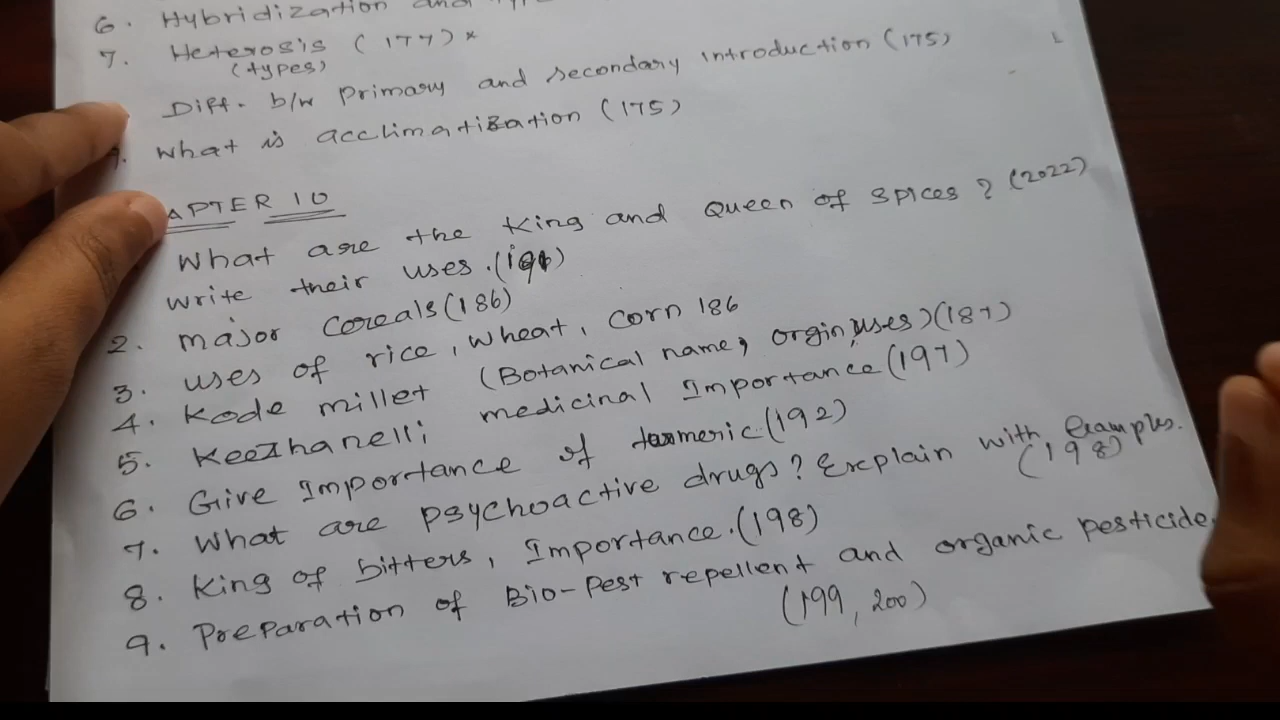 6. Hybridization and
7. Heterosis (177)*
(types)
Diff. b/w primary and secondary introduction (175)
What is acclimatization (175)
APTER 10
What are the King and Queen of Spices? (2022)
Write their uses.
2. major Cereals (186)
3. uses of rice, wheat, corn 186
4. Kode millet (Botanical name, orgin, uses) (187)
5. Keezhanelli medicinal Importance (197)
6. Give Importance of turmeric. (192)
7. What are psychoactive drugs? Explain with Examples.
(198)
8. King of bitters, Importance. (198)
9. Preparation of Bio-Pest repellent and organic pesticide.
(199, 200)